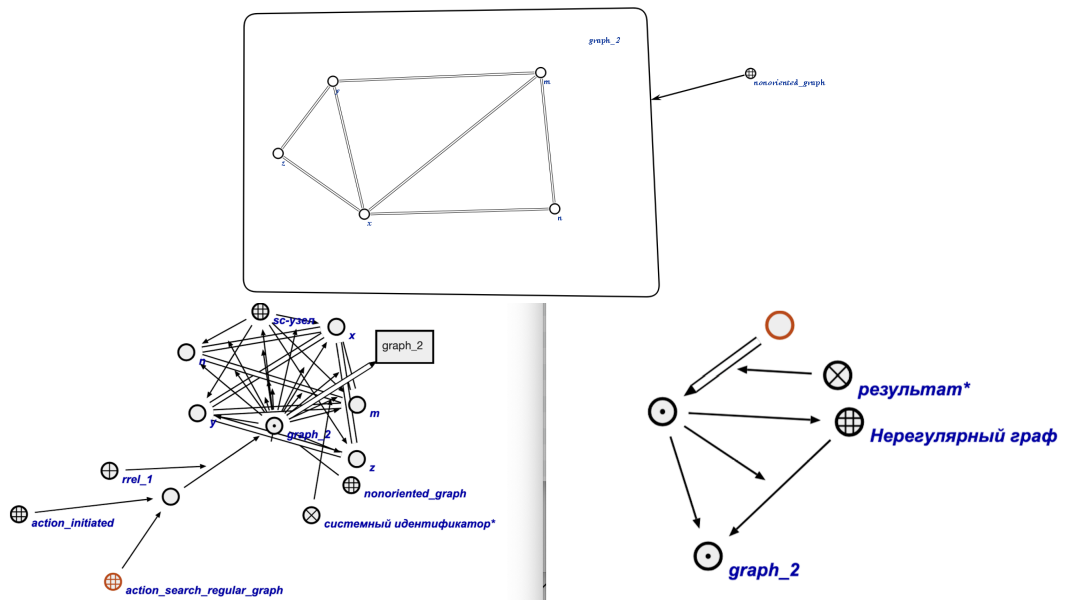 graph_2
nonoriented_graph
y
m
z
x
n
sc-узел
x
graph_2
n
m
y
graph_2
z
rrel_1
nonoriented_graph
action_initiated
системный идентификатор*
action_search_regular_graph
результат*
Нерегулярный граф
graph_2